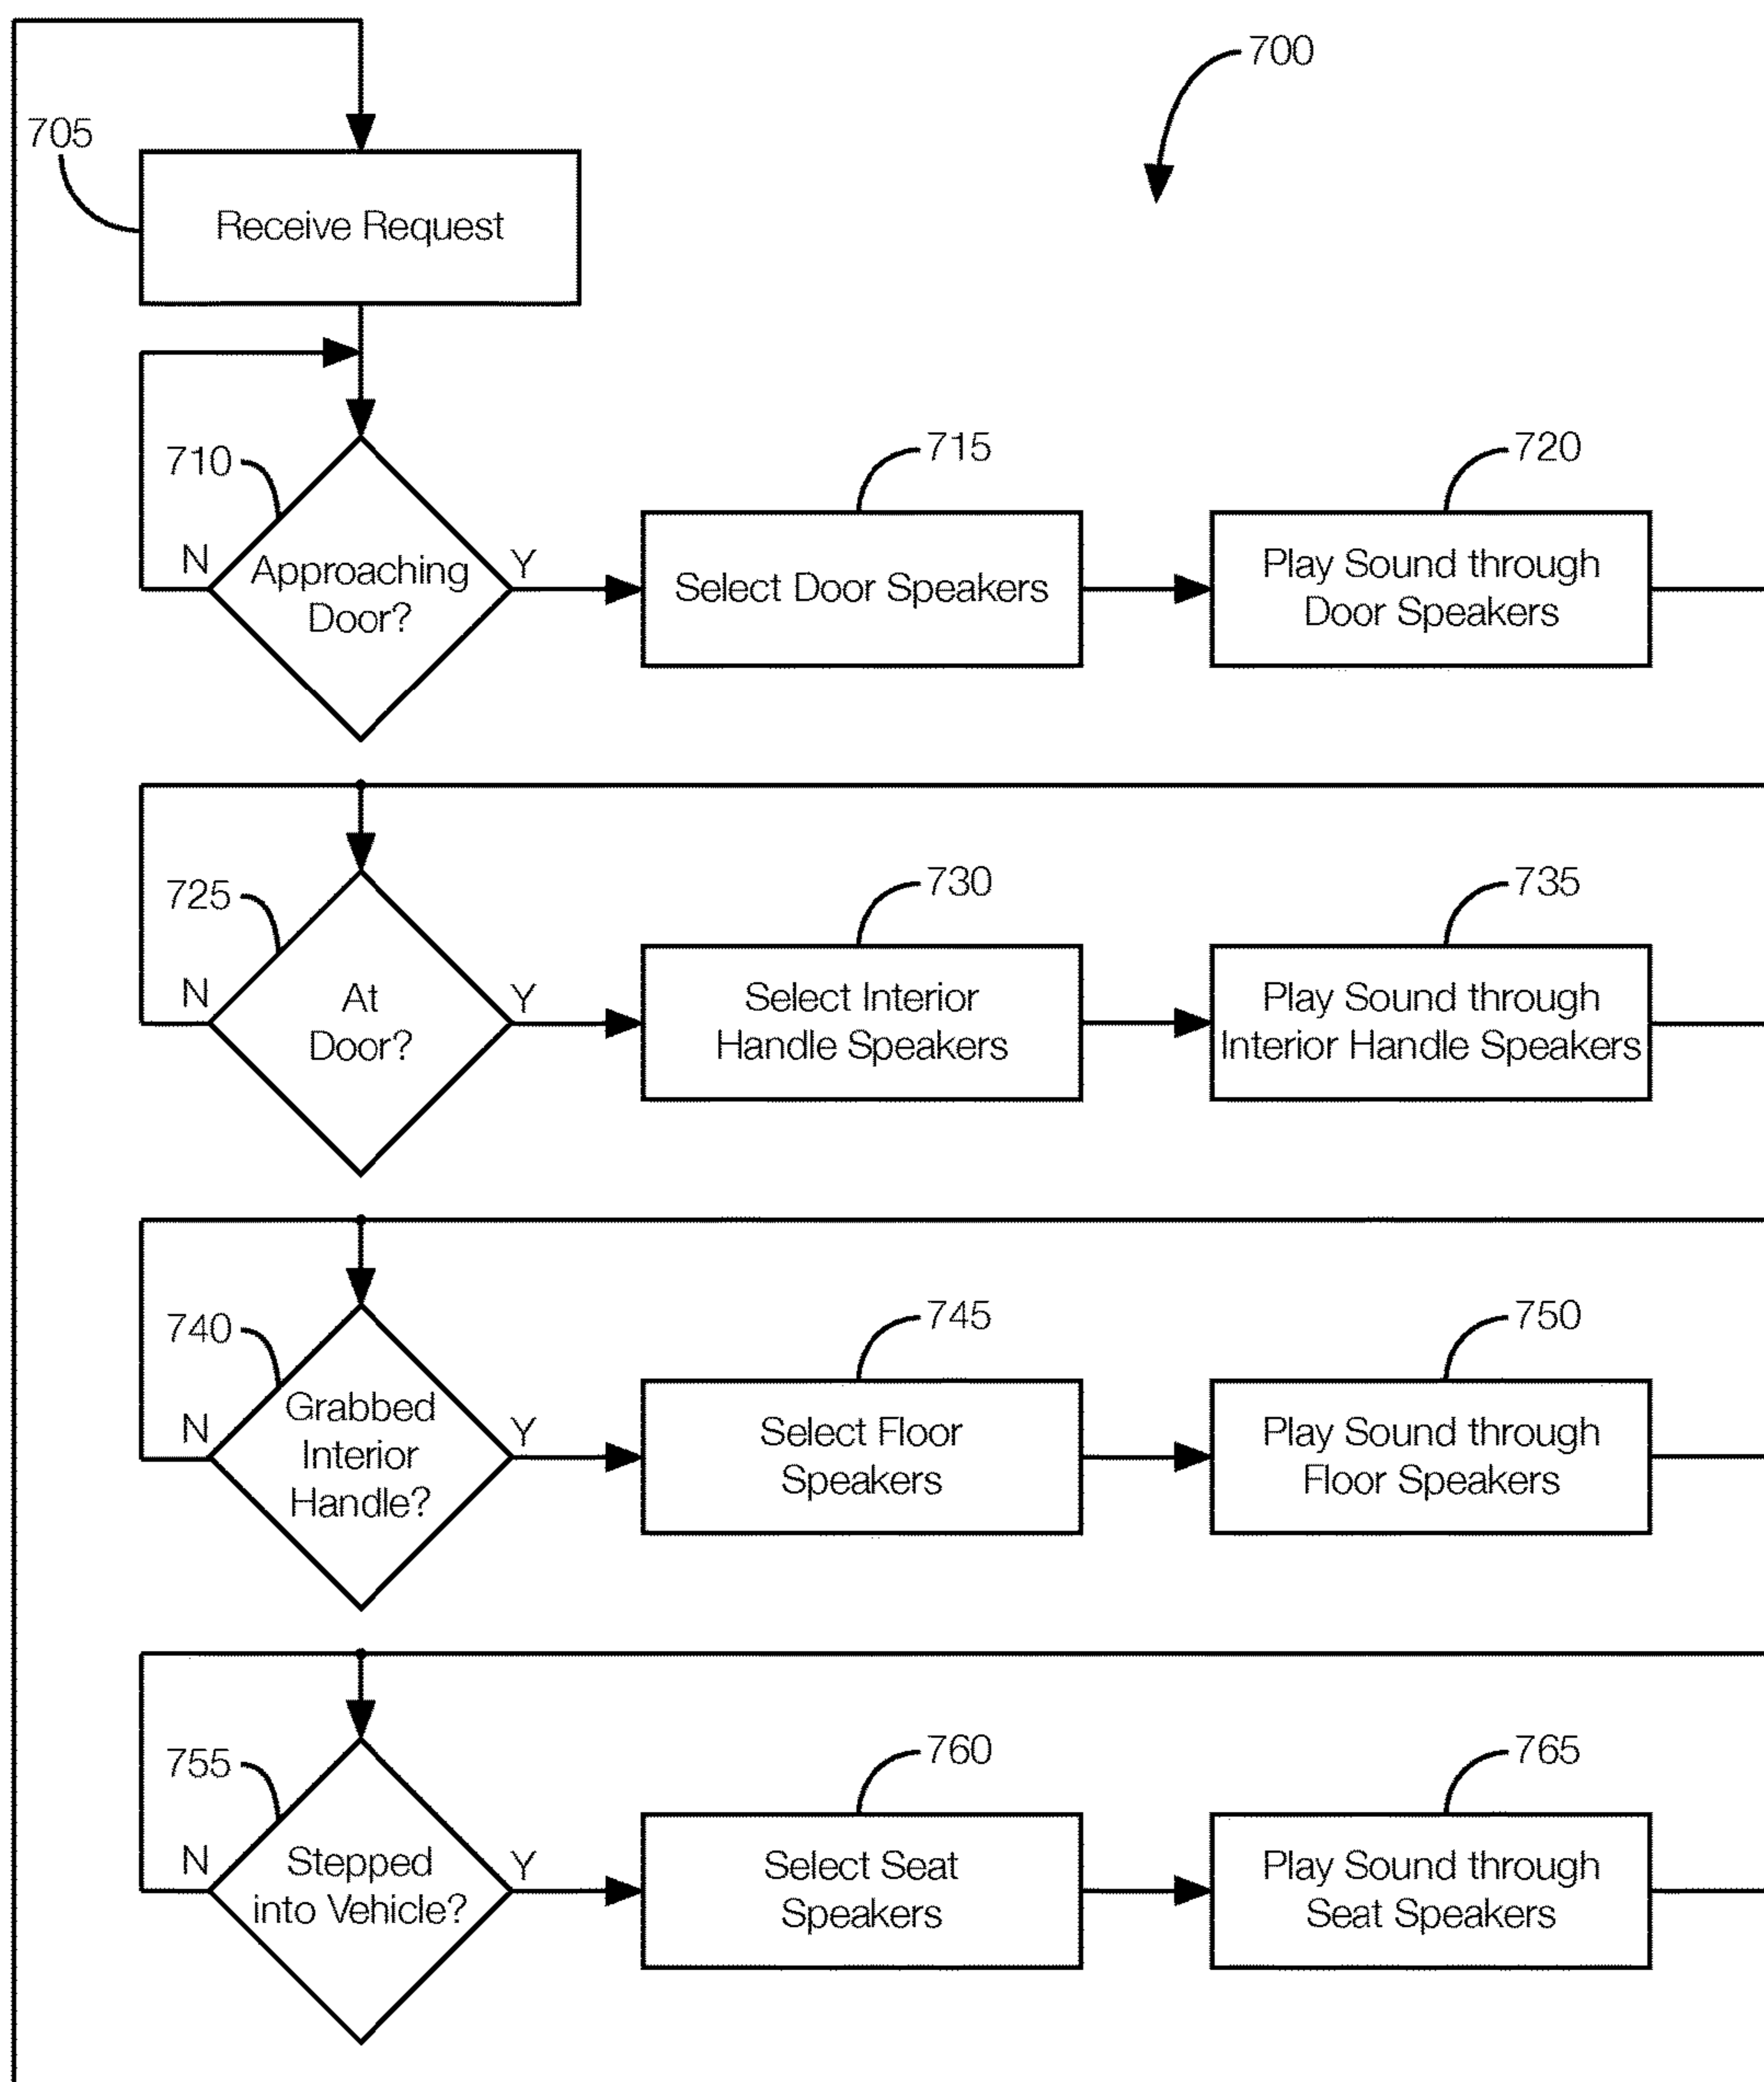 700
705
Receive Request
710
715
720
N
Approaching
Door?
Y
Select Door Speakers
Play Sound through
Door Speakers
725
730
735
N
At
Door?
Y
Select Interior
Handle Speakers
Play Sound through
Interior Handle Speakers
740
745
750
N
Grabbed
Interior
Handle?
Y
Select Floor
Speakers
Play Sound through
Floor Speakers
755
760
765
N
Stepped
into Vehicle?
Y
Select Seat
Speakers
Play Sound through
Seat Speakers